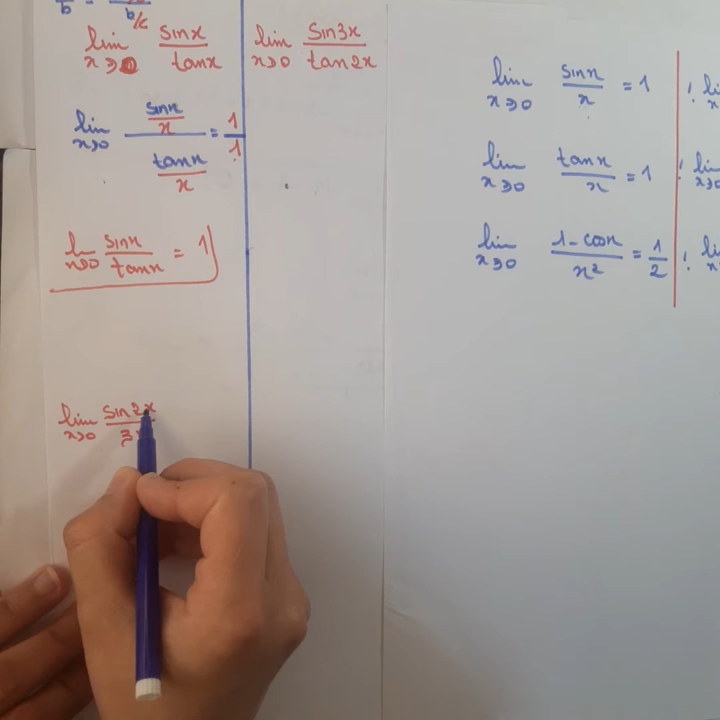 b b/k
lim x→0 sinx/tanx
lim x→0 (sinx/x)/(tanx/x) = 1/1
lim x→0 sinx/tanx = 1
lim x→0 sin2x/3
lim x→0 sin3x/tan2x
lim x→0 sinx/x = 1
lim x→0 tanx/x = 1
lim x→0 1-cosx/x² = 1/2